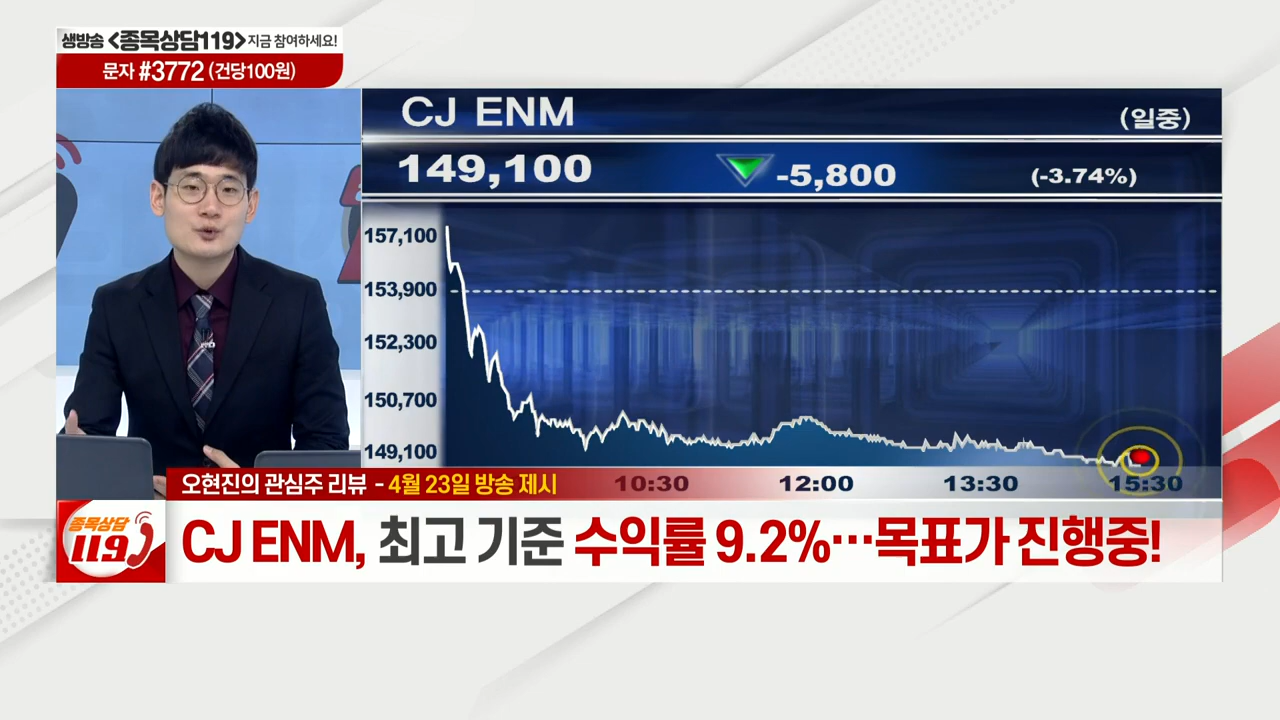 생방송 <종목상담119> 지금 참여하세요!
문자 #3772 (건당100원)
CJ ENM
(일중)
149,100
-5,800
(-3.74%)
157,100
153,900
152,300
150,700
149,100
10:30
12:00
13:30
15:30
오현진의 관심주 리뷰 - 4월 23일 방송 제시
종목상담
119
CJ ENM, 최고 기준 수익률 9.2%…목표가 진행중!